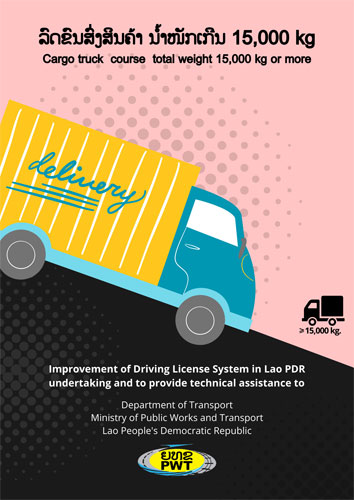 ລົດຂົນສົ່ງສິນຄ້າ ນ້ຳໜັກເກີນ 15,000 kg
Cargo truck course total weight 15,000 kg or more
delivery
≥ 15,000 kg.
Improvement of Driving License System in Lao PDR
undertaking and to provide technical assistance to
Department of Transport
Ministry of Public Works and Transport
Lao People's Democratic Republic
ຍທຂ
PWT